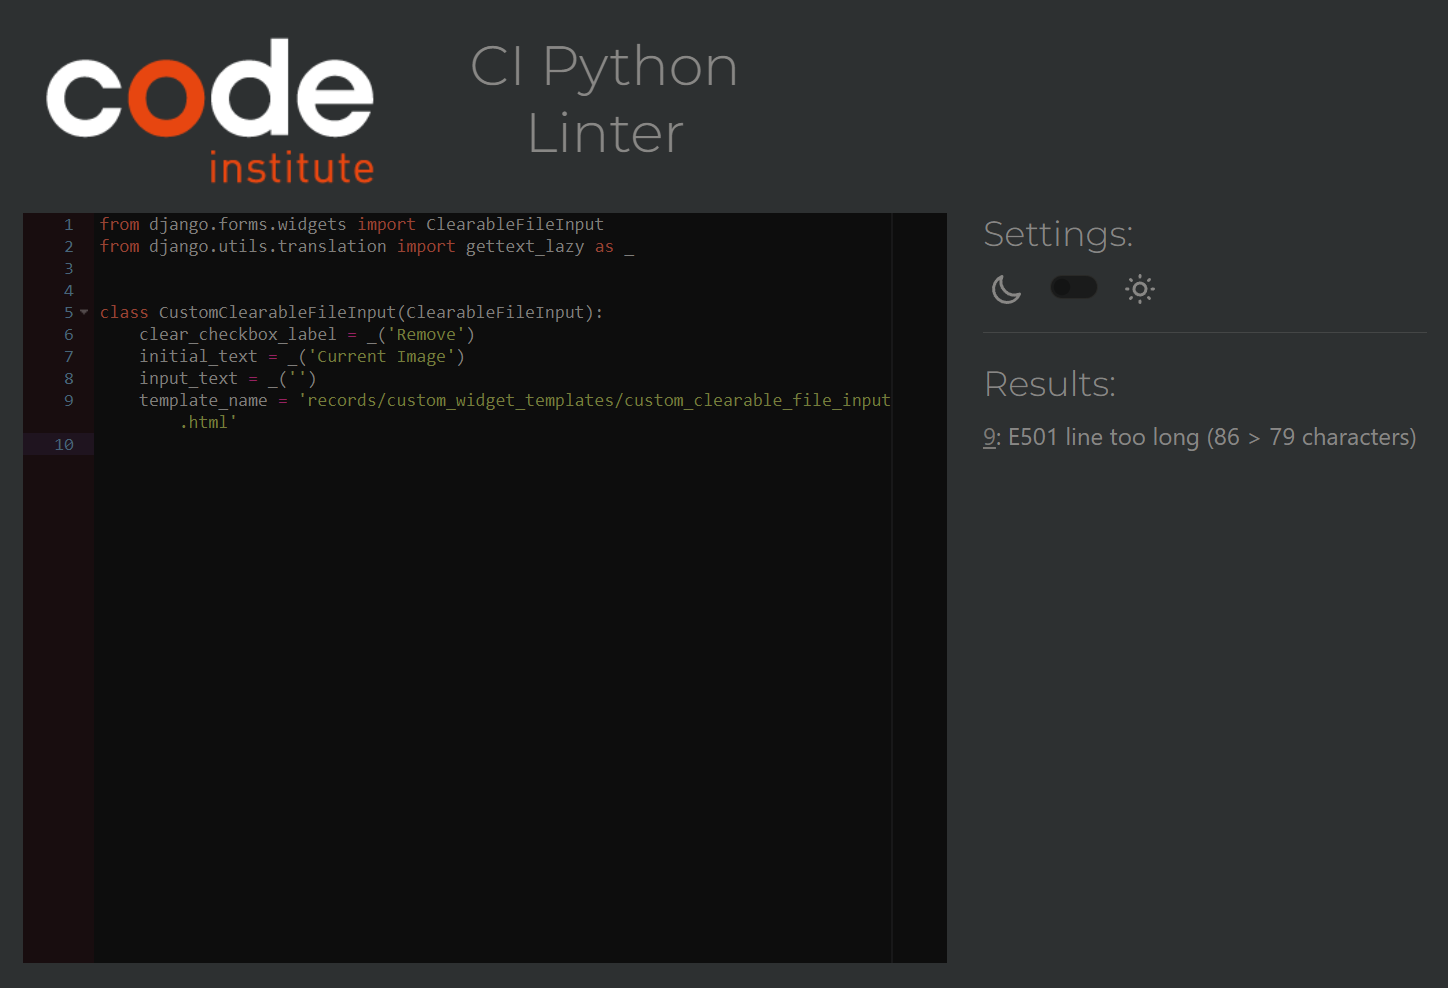 code
institute
CI Python
Linter
1 from django.forms.widgets import ClearableFileInput
2 from django.utils.translation import gettext_lazy as _
3
4
5 class CustomClearableFileInput(ClearableFileInput):
6     clear_checkbox_label = _('Remove')
7     initial_text = _('Current Image')
8     input_text = _('')
9     template_name = 'records/custom_widget_templates/custom_clearable_file_input
.html'
10
Settings:
Results:
9: E501 line too long (86 > 79 characters)